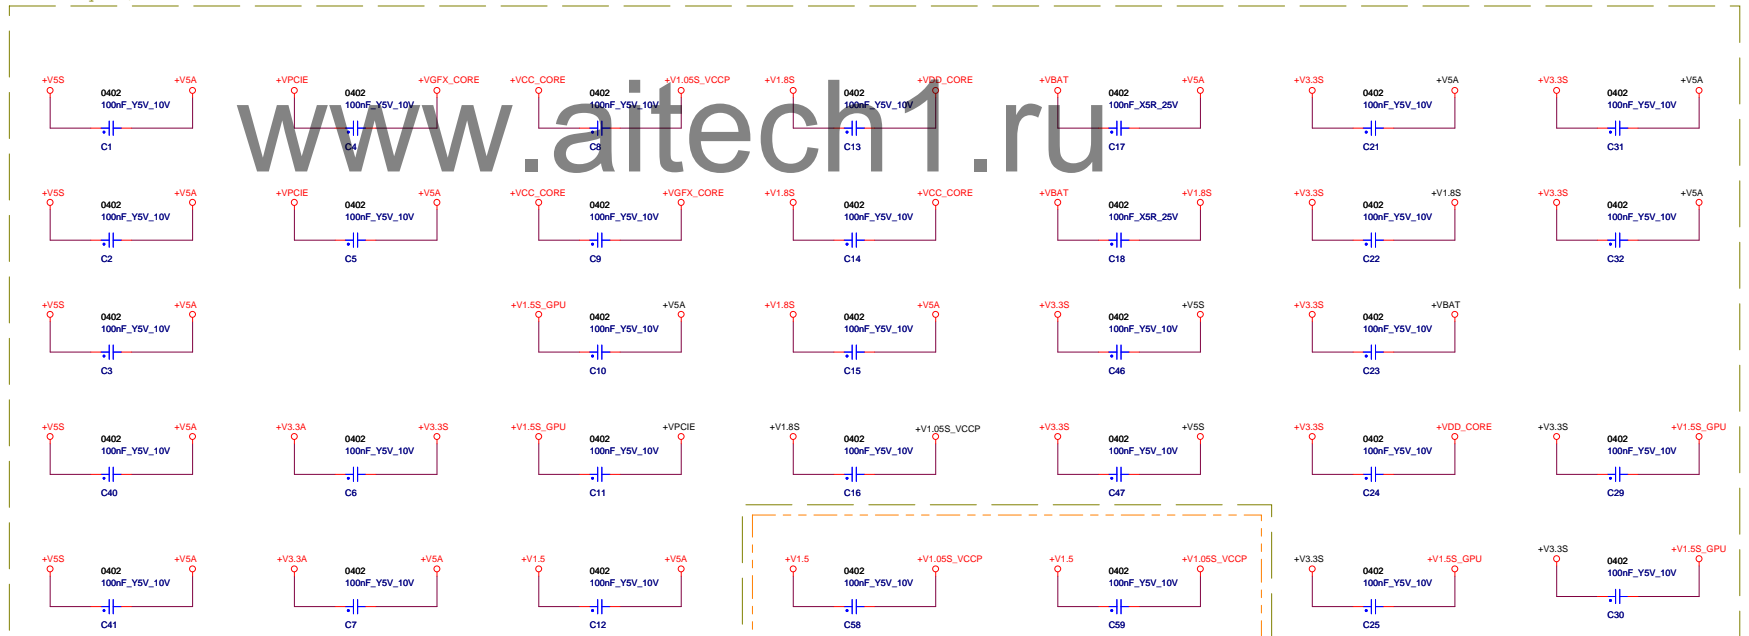 +V5S +V5A +VPCIE +VGFX_CORE +VCC_CORE +V1.05S_VCCP +V1.8S +VDD_CORE +VBAT +V5A +V3.3S +V5A +V3.3S +V5A
0402 0402 0402 0402 0402 0402 0402
100nF_Y5V_10V 100nF_Y5V_10V 100nF_Y5V_10V 100nF_Y5V_10V 100nF_X5R_25V 100nF_Y5V_10V 100nF_Y5V_10V
www.aitech1.ru
C1 C4 C8 C13 C17 C21 C31
+V5S +V5A +VPCIE +V5A +VCC_CORE +VGFX_CORE +V1.8S +VCC_CORE +VBAT +V1.8S +V3.3S +V1.8S +V3.3S +V5A
0402 0402 0402 0402 0402 0402 0402
100nF_Y5V_10V 100nF_Y5V_10V 100nF_Y5V_10V 100nF_Y5V_10V 100nF_X5R_25V 100nF_Y5V_10V 100nF_Y5V_10V
C2 C5 C9 C14 C18 C22 C32
+V5S +V5A +V1.5S_GPU +V5A +V1.8S +V5A +V3.3S +V5S +V3.3S +VBAT
0402 0402 0402 0402 0402
100nF_Y5V_10V 100nF_Y5V_10V 100nF_Y5V_10V 100nF_Y5V_10V 100nF_Y5V_10V
C3 C10 C15 C46 C23
+V5S +V5A +V3.3A +V3.3S +V1.5S_GPU +VPCIE +V1.8S +V1.05S_VCCP +V3.3S +V5S +V3.3S +VDD_CORE +V3.3S +V1.5S_GPU
0402 0402 0402 0402 0402 0402 0402
100nF_Y5V_10V 100nF_Y5V_10V 100nF_Y5V_10V 100nF_Y5V_10V 100nF_Y5V_10V 100nF_Y5V_10V 100nF_Y5V_10V
C40 C6 C11 C16 C47 C24 C29
+V5S +V5A +V3.3A +V5A +V1.5 +V5A +V1.5 +V1.05S_VCCP +V1.5 +V1.05S_VCCP +V3.3S +V1.5S_GPU +V3.3S +V1.5S_GPU
0402 0402 0402 0402 0402 0402 0402
100nF_Y5V_10V 100nF_Y5V_10V 100nF_Y5V_10V 100nF_Y5V_10V 100nF_Y5V_10V 100nF_Y5V_10V 100nF_Y5V_10V
C41 C7 C12 C58 C59 C25 C30